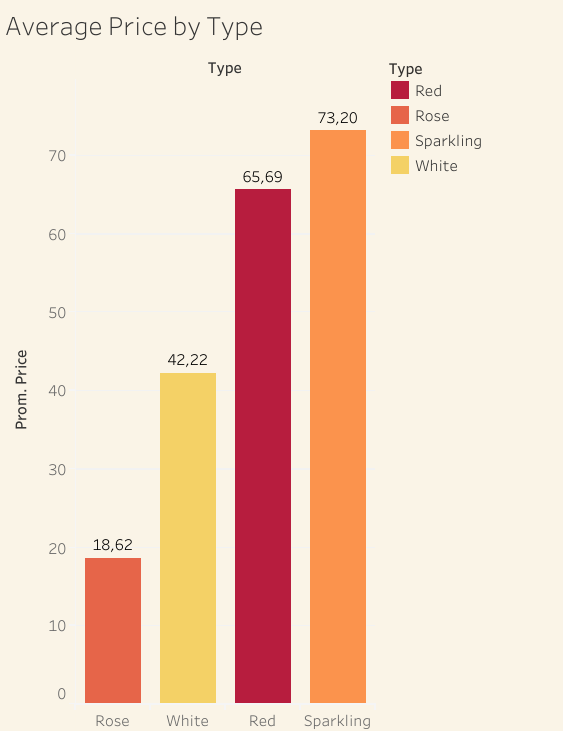 Average Price by Type
Type
Type
Red
Rose
Sparkling
White
73,20
65,69
42,22
18,62
70
60
50
40
30
20
10
0
Prom. Price
Rose White Red Sparkling